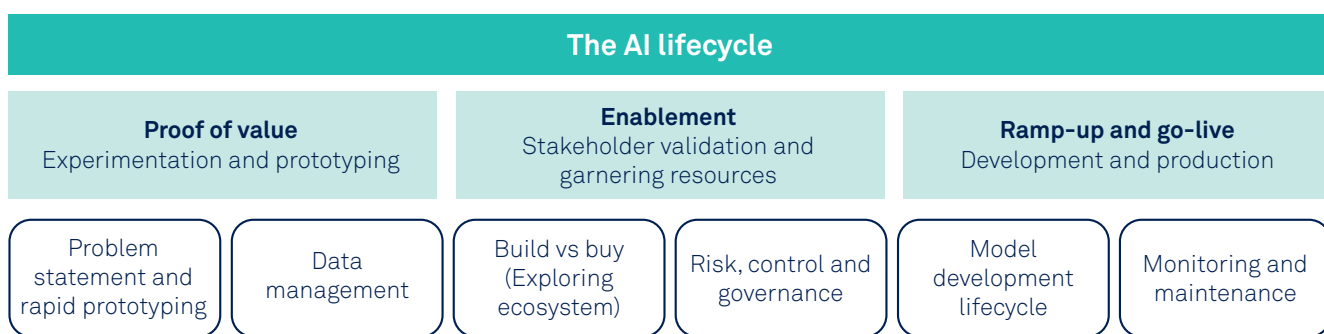 The AI lifecycle
Proof of value
Experimentation and prototyping
Enablement
Stakeholder validation and
garnering resources
Ramp-up and go-live
Development and production
Problem
statement and
rapid prototyping
Data
management
Build vs buy
(Exploring
ecosystem)
Risk, control and
governance
Model
development
lifecycle
Monitoring and
maintenance